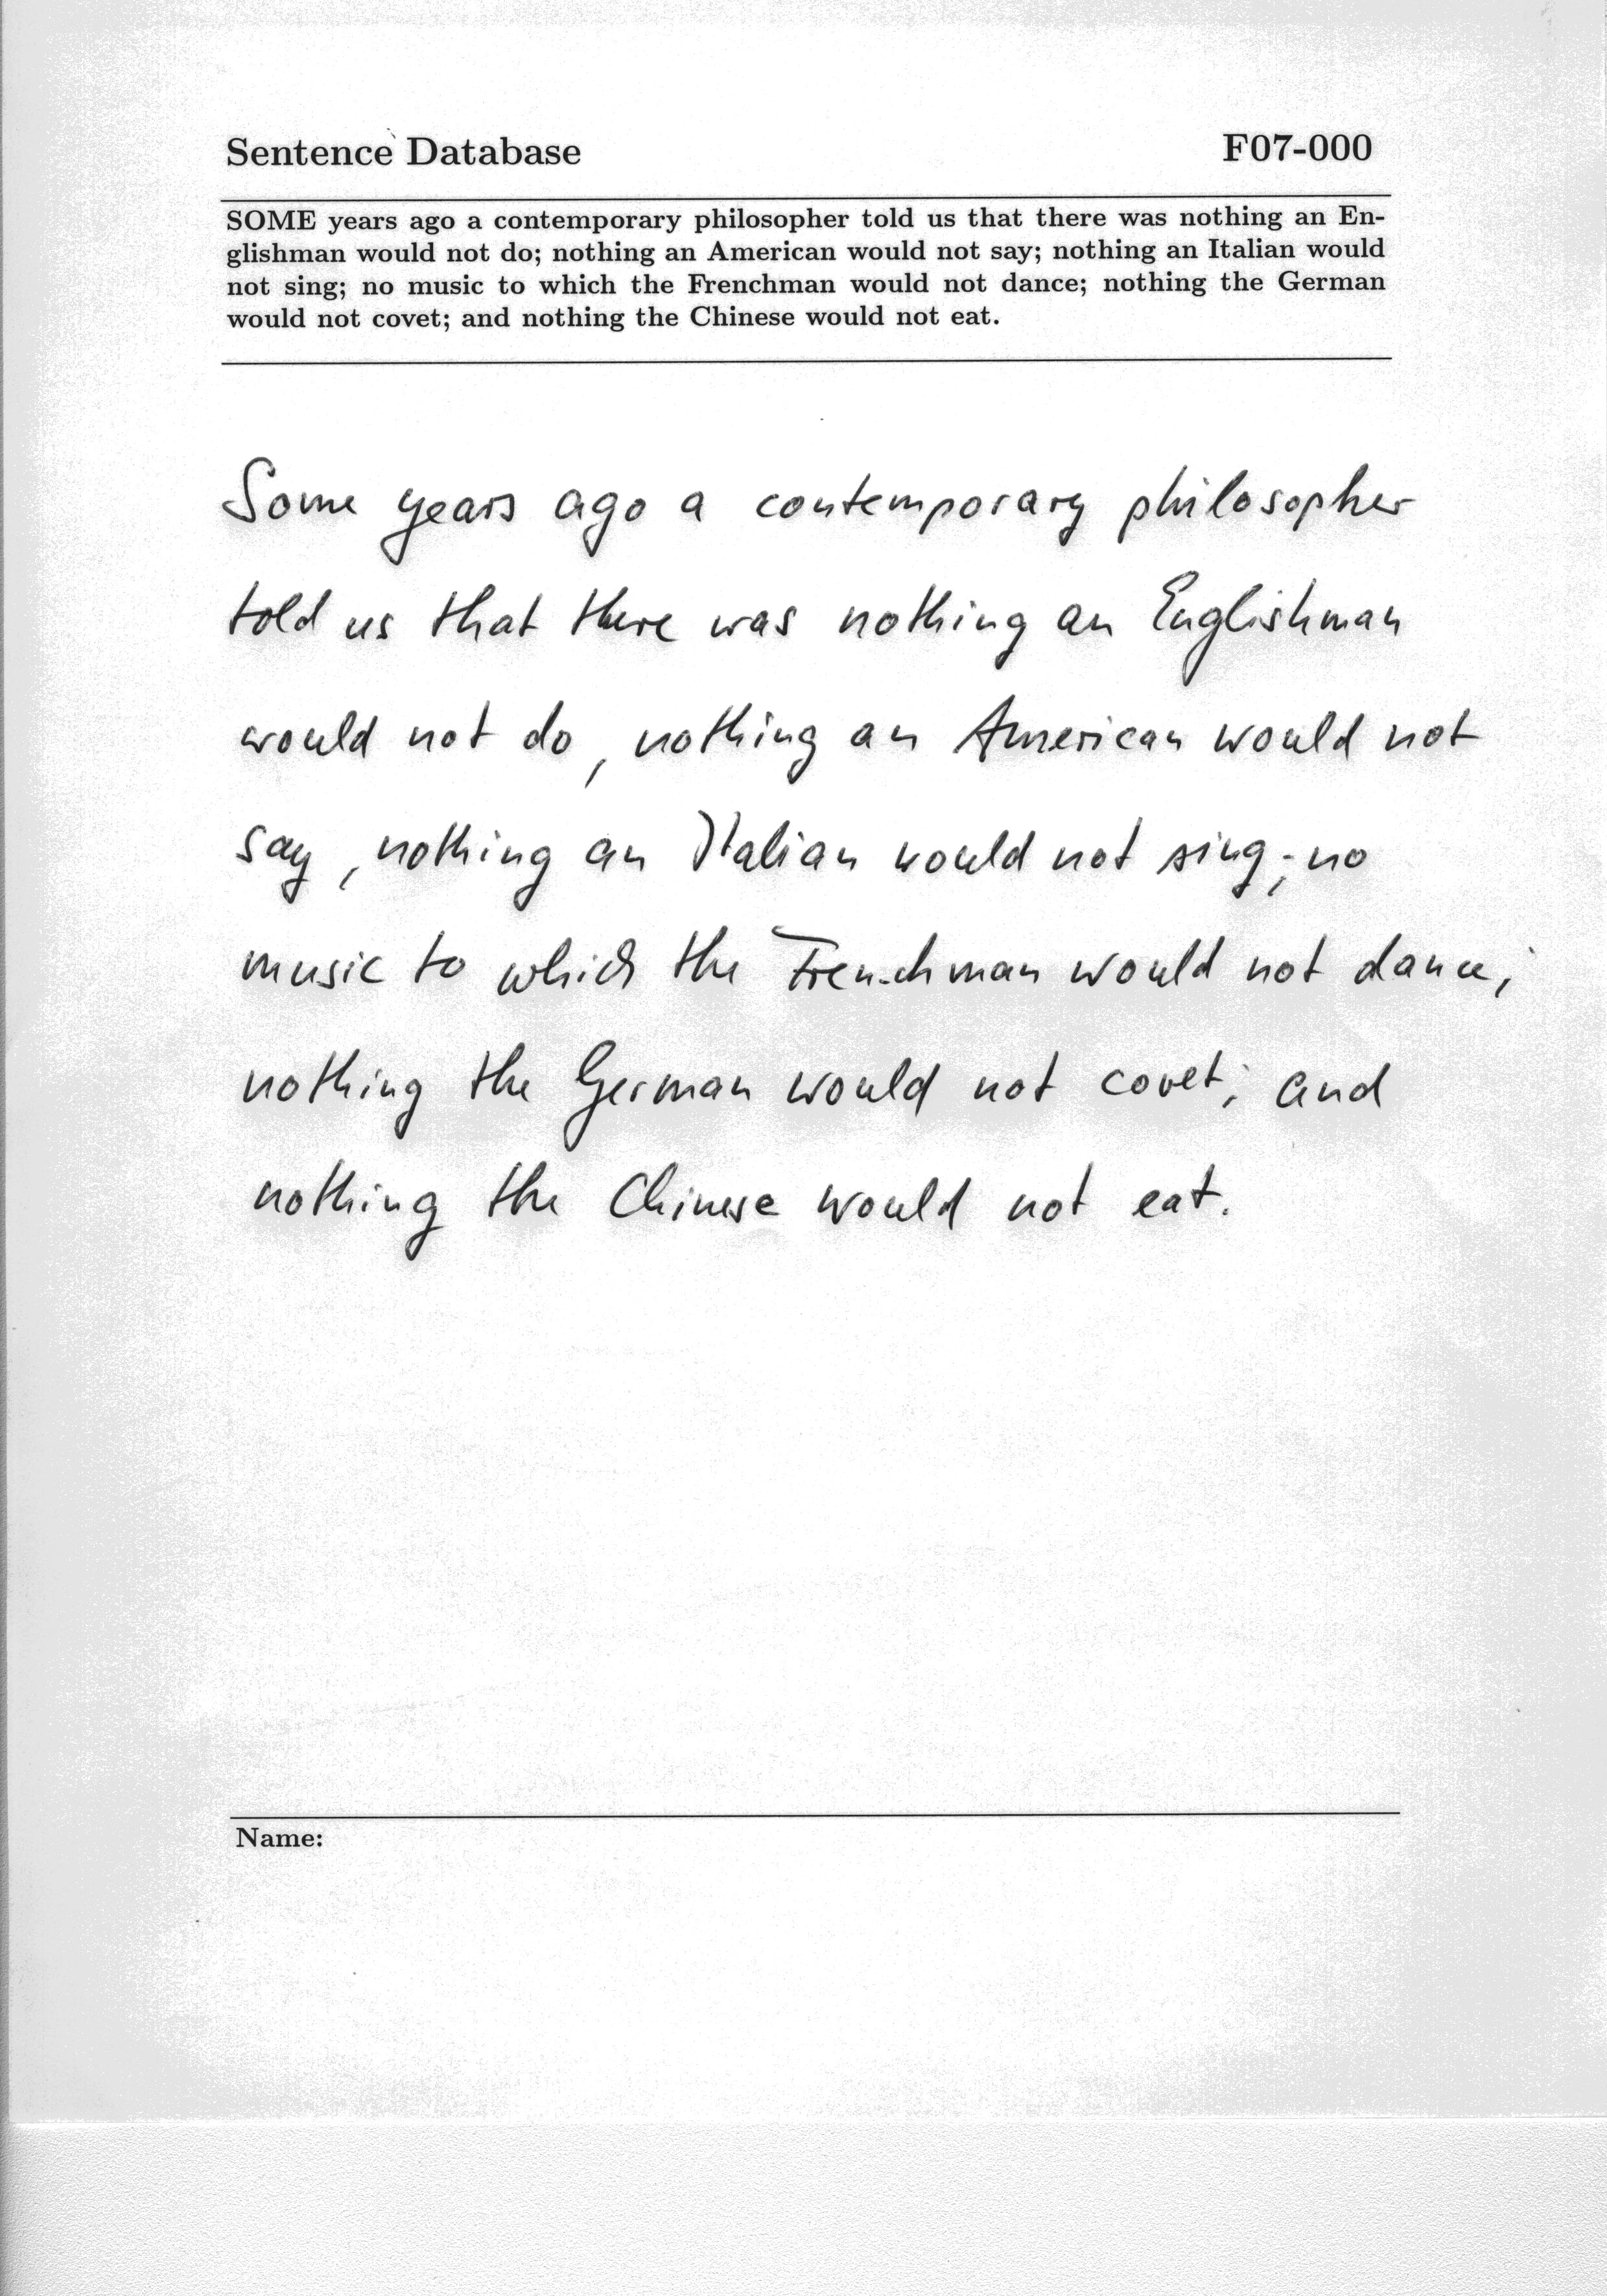 Sentence Database F07-000
SOME years ago a contemporary philosopher told us that there was nothing an En-
glishman would not do; nothing an American would not say; nothing an Italian would
not sing; no music to which the Frenchman would not dance; nothing the German
would not covet; and nothing the Chinese would not eat.
Some years ago a contemporary philosopher
told us that there was nothing an Englishman
would not do, nothing an American would not
say, nothing an Italian would not sing; no
music to which the Frenchman would not dance;
nothing the German would not covet; and
nothing the Chinese would not eat.
Name: